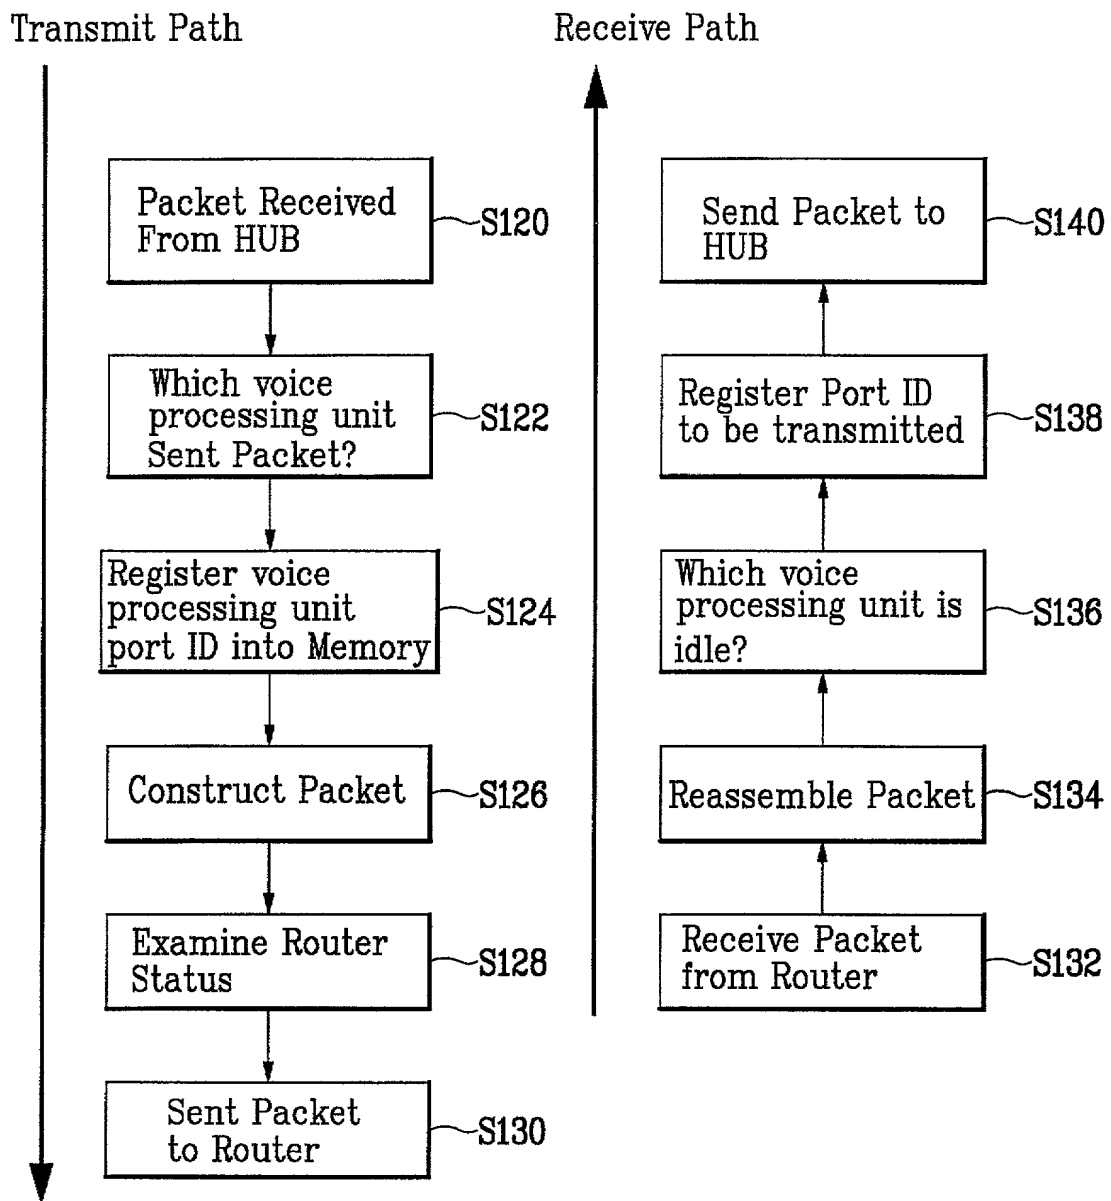 Transmit Path
Packet Received
From HUB
S120
Which voice
processing unit
Sent Packet?
S122
Register voice
processing unit
port ID into Memory
S124
Construct Packet
S126
Examine Router
Status
S128
Sent Packet
to Router
S130
Receive Path
Send Packet to
HUB
S140
Register Port ID
to be transmitted
S138
Which voice
processing unit is
idle?
S136
Reassemble Packet
S134
Receive Packet
from Router
S132